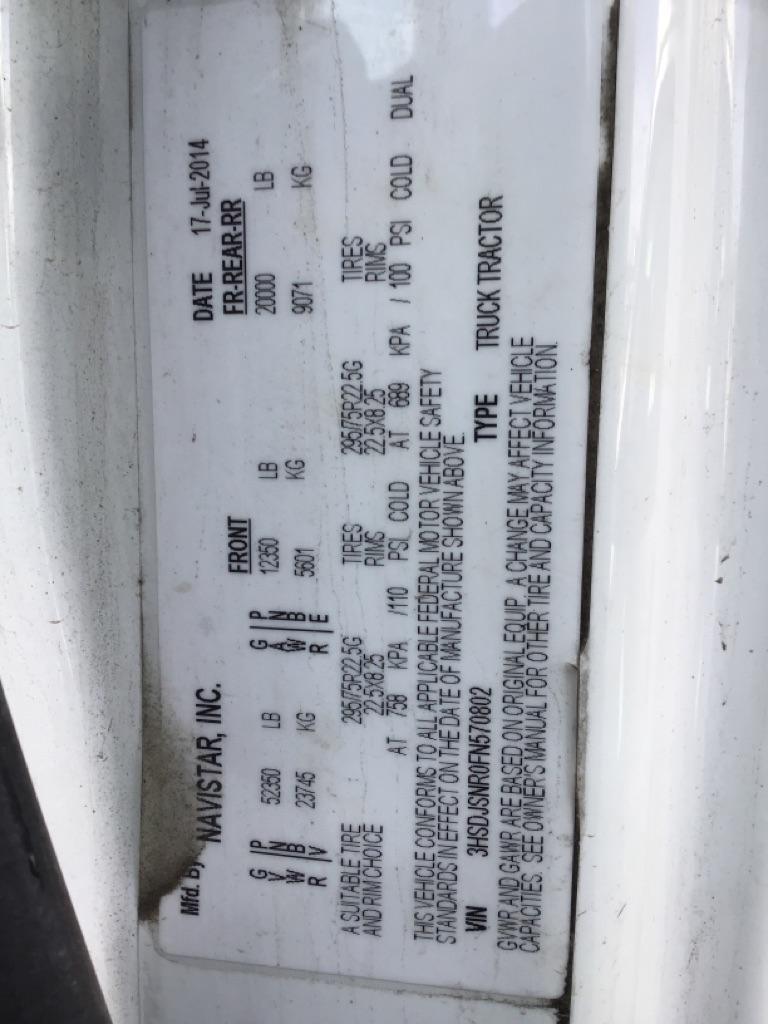 Mfd. By NAVISTAR, INC. DATE 17-Jul-2014
FRONT FR-REAR-RR
G P 52350 LB G P 12350 LB 20000 LB
V N A N
W B 23745 KG W B 5601 KG 9071 KG
R V R E
A SUITABLE TIRE 295/75R22.5G TIRES 295/75R22.5G TIRES
AND RIM CHOICE 22.5X8.25 RIMS 22.5X8.25 RIMS
AT 758 KPA /110 PSI COLD AT 689 KPA / 100 PSI COLD DUAL
THIS VEHICLE CONFORMS TO ALL APPLICABLE FEDERAL MOTOR VEHICLE SAFETY
STANDARDS IN EFFECT ON THE DATE OF MANUFACTURE SHOWN ABOVE.
VIN 3HSDJSNR0FN570802 TYPE TRUCK TRACTOR
GVWR AND GAWR ARE BASED ON ORIGINAL EQUIP. A CHANGE MAY AFFECT VEHICLE
CAPACITIES. SEE OWNER'S MANUAL FOR OTHER TIRE AND CAPACITY INFORMATION.